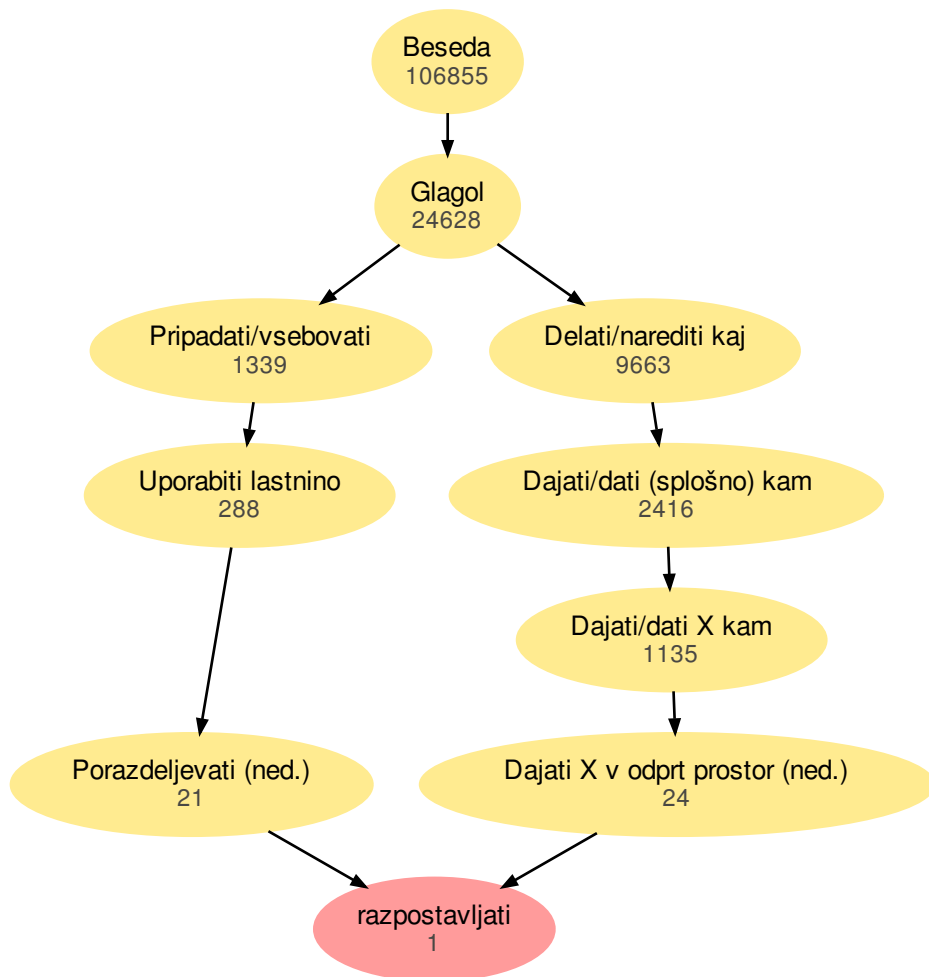 Beseda
106855
Glagol
24628
Pripadati/vsebovati
1339
Delati/narediti kaj
9663
Uporabiti lastnino
288
Dajati/dati (splošno) kam
2416
Dajati/dati X kam
1135
Porazdeljevati (ned.)
21
Dajati X v odprt prostor (ned.)
24
razpostavljati
1